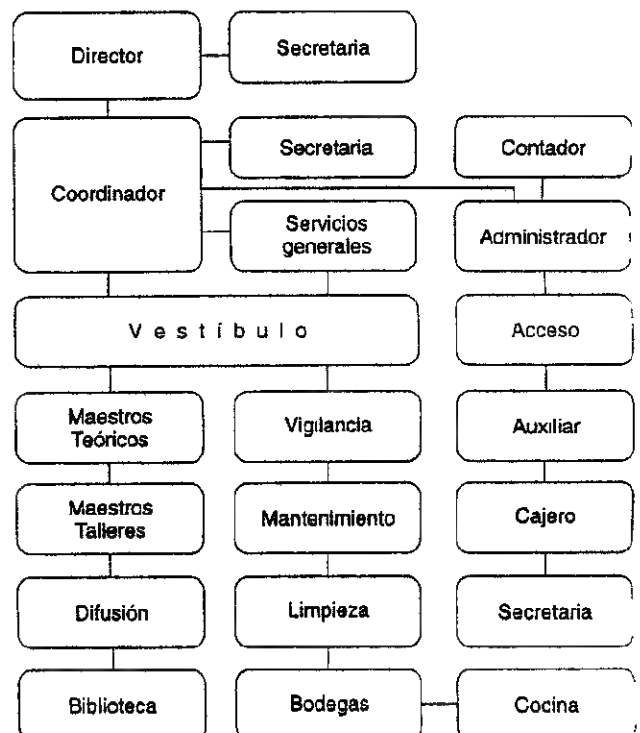 Director
Secretaria
Coordinador
Secretaria
Contador
Servicios
generales
Administrador
Vestíbulo
Acceso
Maestros
Teóricos
Vigilancia
Auxiliar
Maestros
Talleres
Mantenimiento
Cajero
Difusión
Limpieza
Secretaria
Biblioteca
Bodegas
Cocina